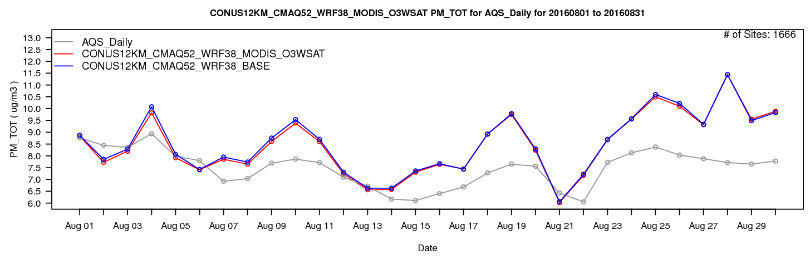 CONUS12KM_CMAQ52_WRF38_MODIS_O3WSAT PM_TOT for AQS_Daily for 20160801 to 20160831
# of Sites: 1666
AQS_Daily
CONUS12KM_CMAQ52_WRF38_MODIS_O3WSAT
CONUS12KM_CMAQ52_WRF38_BASE
PM_TOT ( ug/m3 )
13.0
12.5
12.0
11.5
11.0
10.5
10.0
9.5
9.0
8.5
8.0
7.5
7.0
6.5
6.0
Aug 01 Aug 03 Aug 05 Aug 07 Aug 09 Aug 11 Aug 13 Aug 15 Aug 17 Aug 19 Aug 21 Aug 23 Aug 25 Aug 27 Aug 29
Date